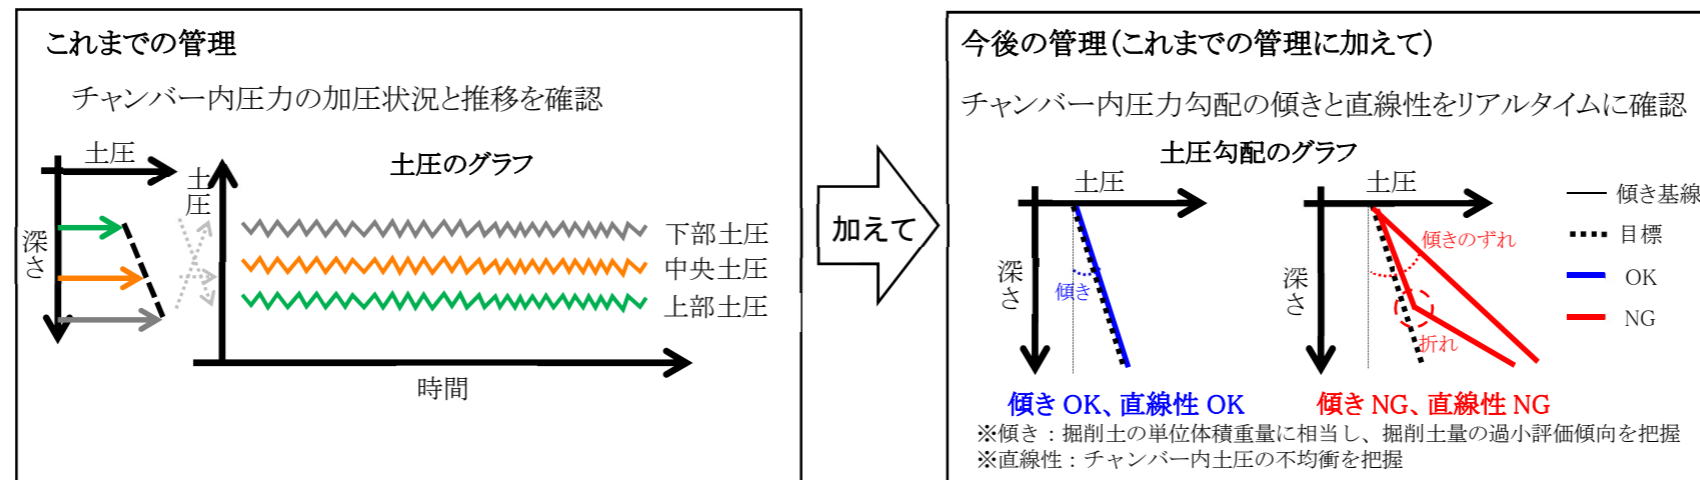 これまでの管理
チャンバー内圧力の加圧状況と推移を確認
土圧
深さ
土圧のグラフ
土圧
下部土圧
中央土圧
上部土圧
時間
加えて
今後の管理(これまでの管理に加えて)
チャンバー内圧力勾配の傾きと直線性をリアルタイムに確認
土圧勾配のグラフ
土圧
深さ
傾き
傾き OK、直線性 OK
土圧
深さ
傾きのずれ
折れ
傾き NG、直線性 NG
傾き基線
目標
OK
NG
※傾き：掘削土の単位体積重量に相当し、掘削土量の過小評価傾向を把握
※直線性：チャンバー内土圧の不均衡を把握